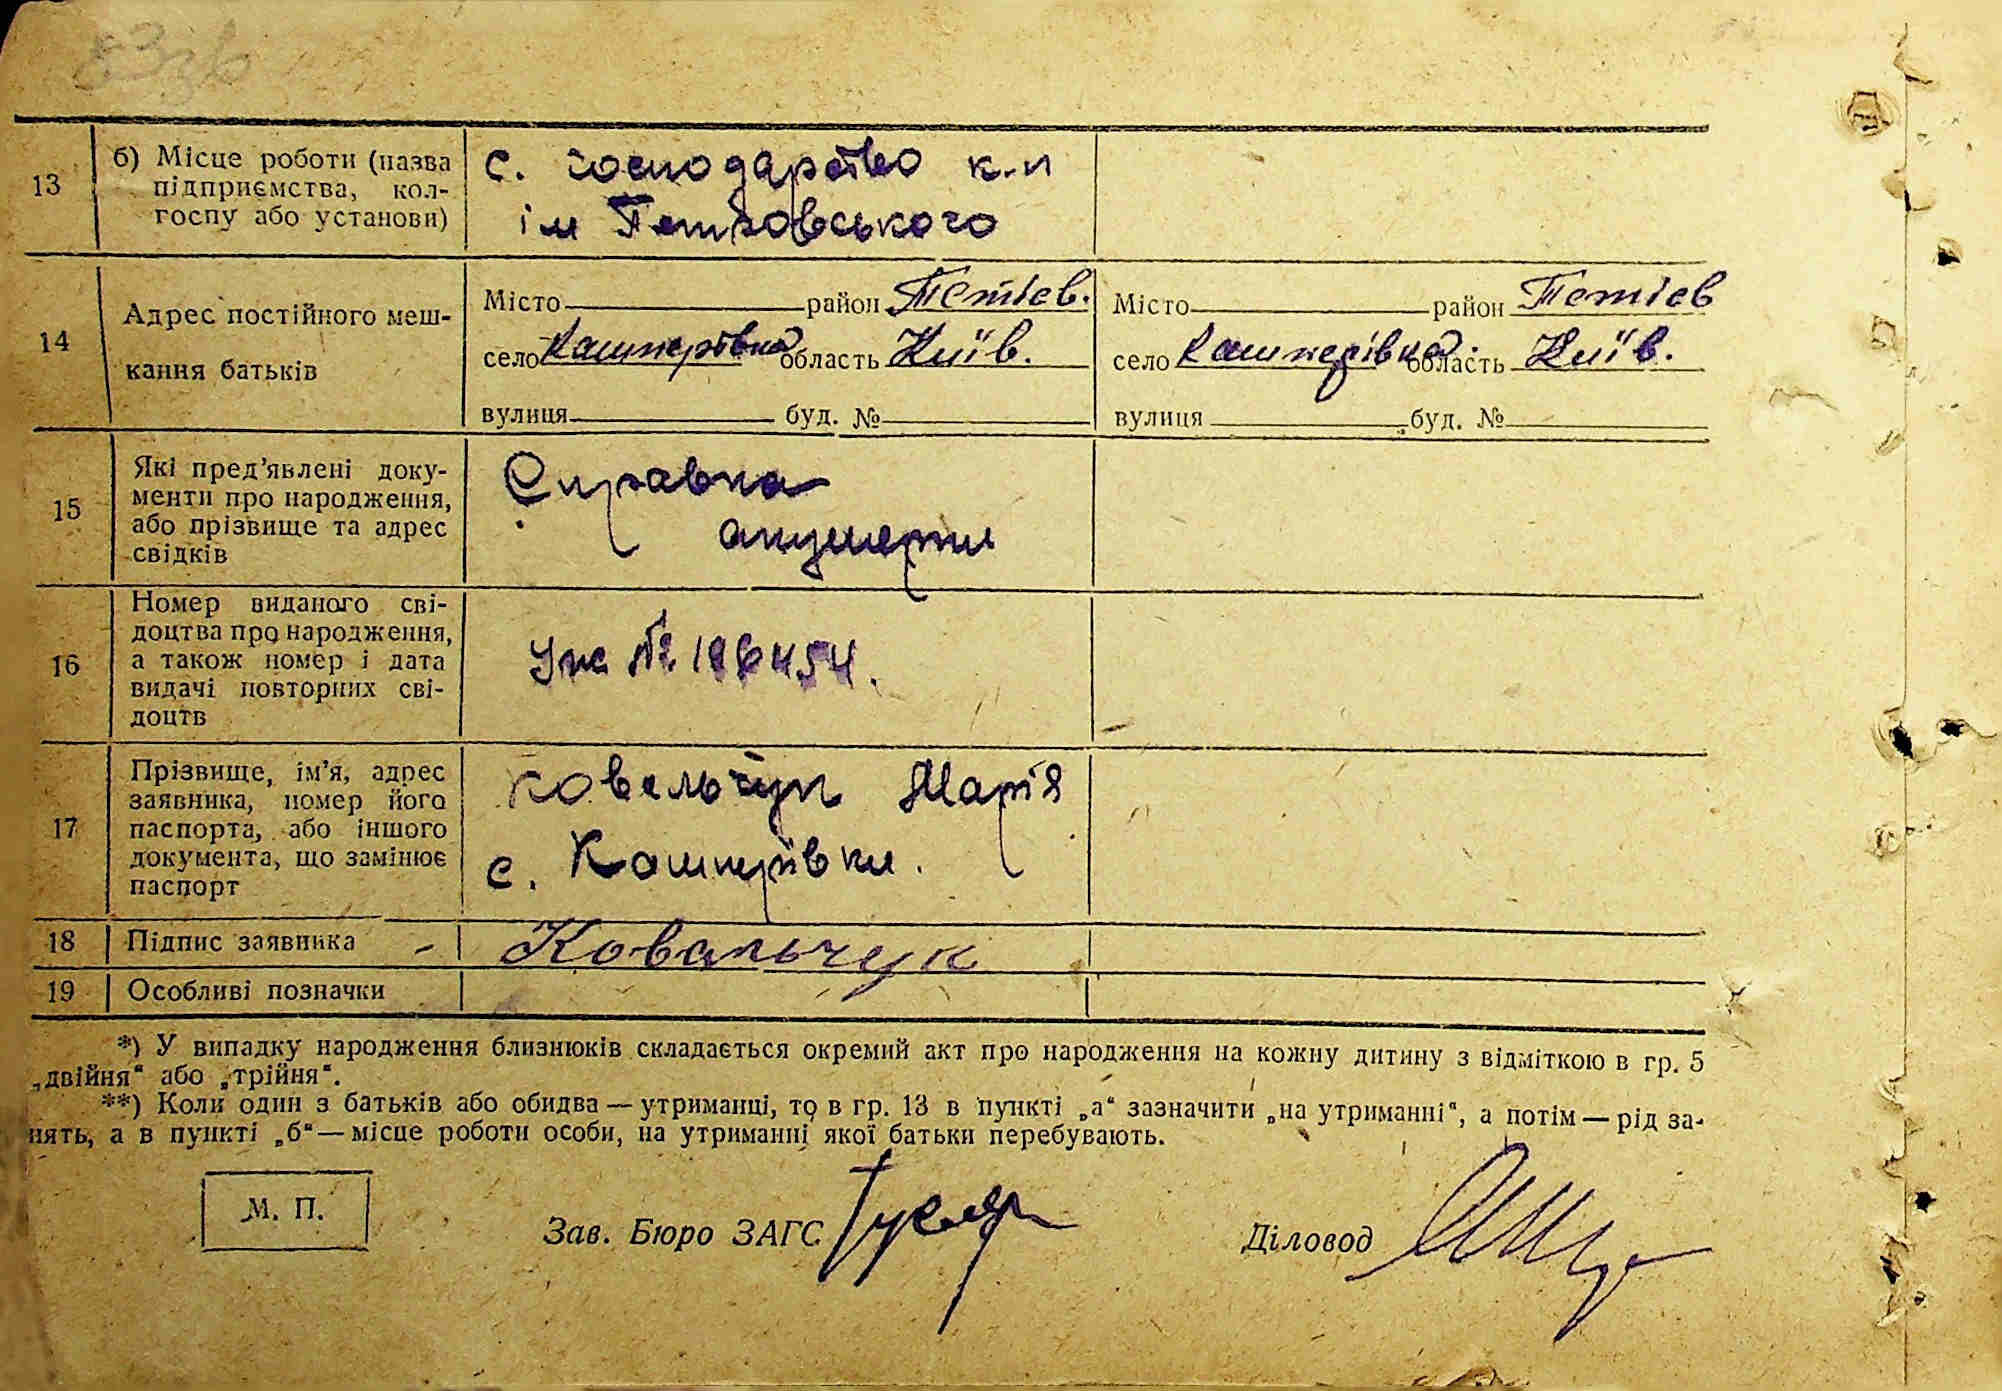 53зв
13
б) Місце роботи (назва
підприємства, кол-
госпу або установи)
с. господарство к.п
ім Петровського
14
Адрес постійного меш-
кання батьків
Місто район Тетієв.
село Кашперівка область Київ.
вулиця буд. №
Місто район Тетієв
село Кашперівка. область Київ.
вулиця буд. №
15
Які пред'явлені доку-
менти про народження,
або прізвище та адрес
свідків
Справка
акушерки
16
Номер виданого сві-
доцтва про народження,
а також номер і дата
видачі повторних сві-
доцтв
№ 196454.
17
Прізвище, ім'я, адрес
заявника, номер його
паспорта, або іншого
документа, що замінює
паспорт
Ковальчук Марія
с. Кашперівки.
18
Підпис заявника
Ковальчук
19
Особливі позначки
*) У випадку народження близнюків складається окремий акт про народження на кожну дитину з відміткою в гр. 5
„двійня“ або „трійня“.
**) Коли один з батьків або обидва — утриманці, то в гр. 13 в пункті „а“ зазначити „на утриманні“, а потім — рід за-
нять, а в пункті „б“ — місце роботи особи, на утриманні якої батьки перебувають.
М. П.
Зав. Бюро ЗАГС
Діловод